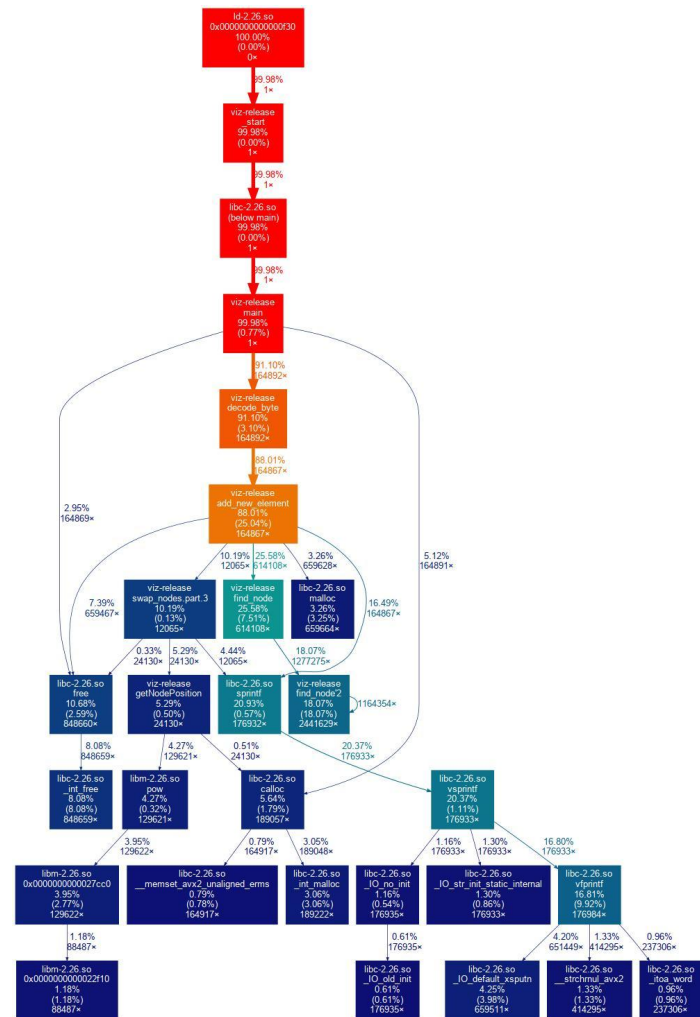 ld-2.26.so
0x0000000000000f30
100.00%
(0.00%)
0×
99.98%
1×
viz-release
_start
99.98%
(0.00%)
1×
99.98%
1×
libc-2.26.so
(below main)
99.98%
(0.00%)
1×
99.98%
1×
viz-release
main
99.98%
(0.77%)
1×
91.10%
164892×
viz-release
decode_byte
91.10%
(3.10%)
164892×
88.01%
164867×
viz-release
add_new_element
88.01%
(25.04%)
164867×
2.95%
164869×
5.12%
164891×
10.19%
12065×
25.58%
614108×
3.26%
659628×
7.39%
659467×
16.49%
164867×
viz-release
swap_nodes.part.3
10.19%
(0.13%)
12065×
viz-release
find_node
25.58%
(7.51%)
614108×
libc-2.26.so
malloc
3.26%
(3.25%)
659664×
0.33%
24130×
5.29%
24130×
4.44%
12065×
18.07%
1277275×
libc-2.26.so
free
10.68%
(2.59%)
848660×
viz-release
getNodePosition
5.29%
(0.50%)
24130×
libc-2.26.so
sprintf
20.93%
(0.57%)
176932×
viz-release
find_node'2
18.07%
(18.07%)
2441629×
1164354×
8.08%
848659×
4.27%
129621×
0.51%
24130×
20.37%
176933×
libc-2.26.so
_int_free
8.08%
(8.08%)
848659×
libm-2.26.so
pow
4.27%
(0.32%)
129621×
libc-2.26.so
calloc
5.64%
(1.79%)
189057×
libc-2.26.so
vsprintf
20.37%
(1.11%)
176933×
3.95%
129622×
0.79%
164917×
3.05%
189048×
1.16%
176933×
1.30%
176933×
16.80%
176933×
libm-2.26.so
0x0000000000027cc0
3.95%
(2.77%)
129622×
libc-2.26.so
__memset_avx2_unaligned_erms
0.79%
(0.78%)
164917×
libc-2.26.so
_int_malloc
3.06%
(3.06%)
189222×
libc-2.26.so
_IO_no_init
1.16%
(0.54%)
176935×
libc-2.26.so
_IO_str_init_static_internal
1.30%
(0.86%)
176933×
libc-2.26.so
vfprintf
16.81%
(9.92%)
176984×
1.18%
88487×
0.61%
176935×
4.20%
651449×
1.33%
414295×
0.96%
237306×
libm-2.26.so
0x0000000000022f10
1.18%
(1.18%)
88487×
libc-2.26.so
_IO_old_init
0.61%
(0.61%)
176935×
libc-2.26.so
_IO_default_xsputn
4.25%
(3.98%)
659511×
libc-2.26.so
__strchrnul_avx2
1.33%
(1.33%)
414295×
libc-2.26.so
_itoa_word
0.96%
(0.96%)
237306×